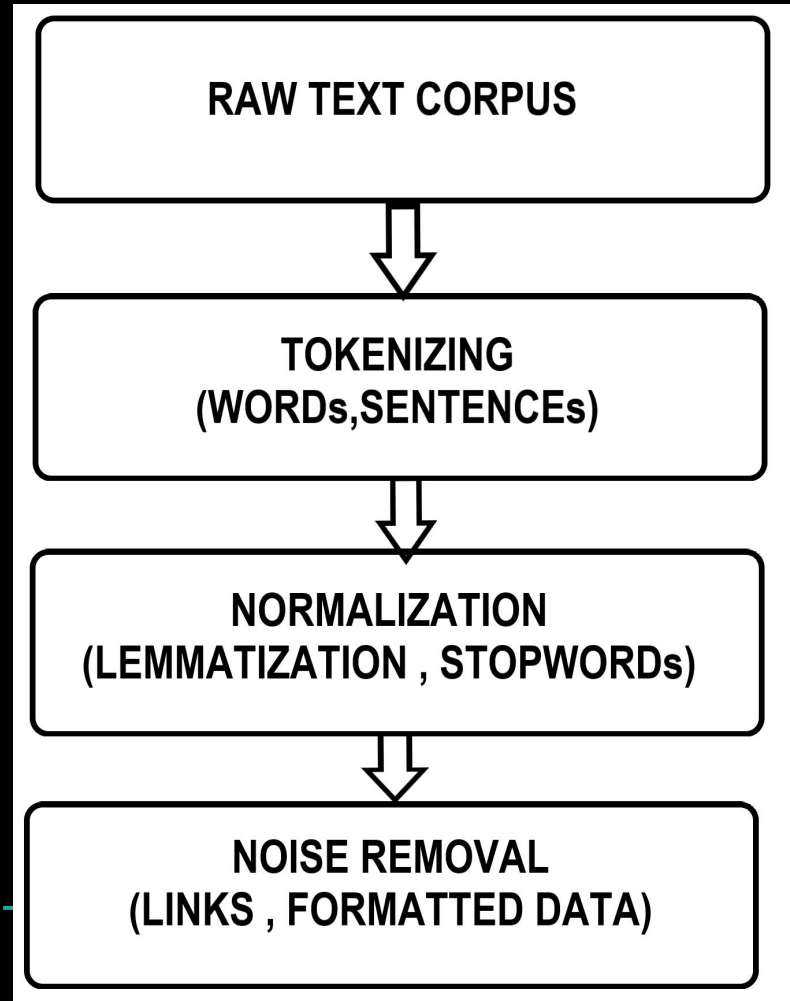 RAW TEXT CORPUS
TOKENIZING
(WORDs,SENTENCEs)
NORMALIZATION
(LEMMATIZATION , STOPWORDs)
NOISE REMOVAL
(LINKS , FORMATTED DATA)